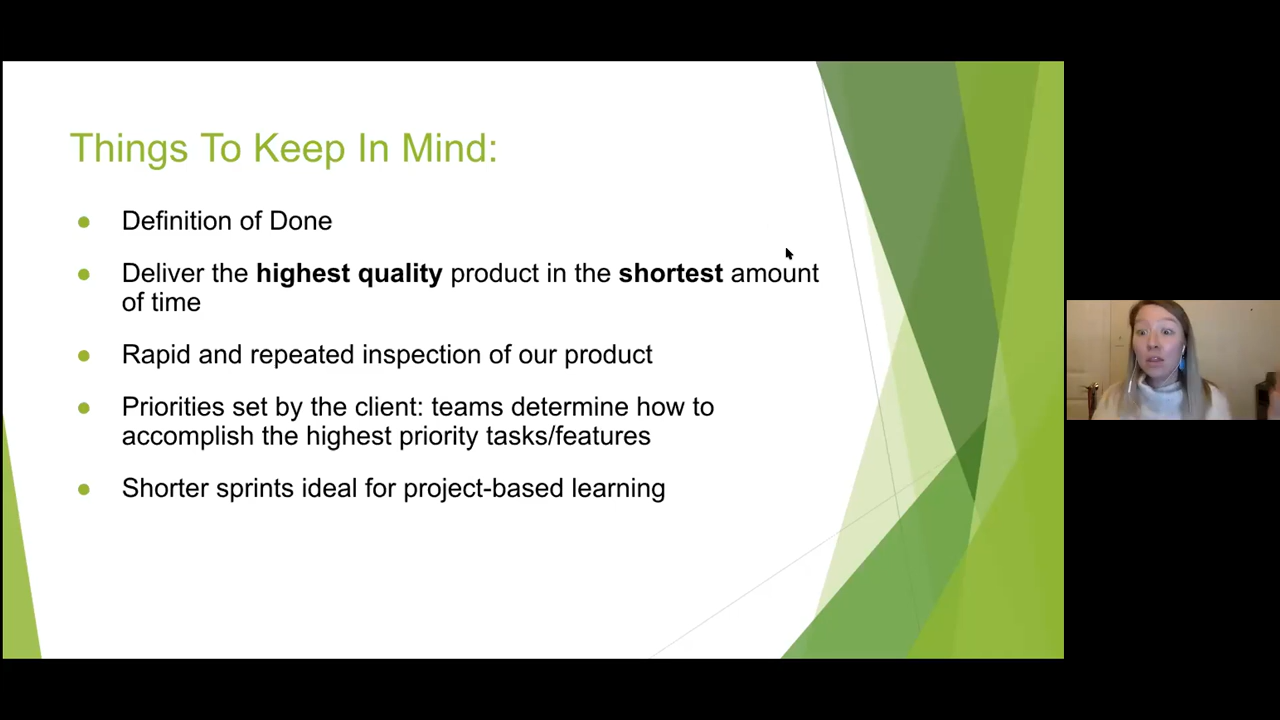 Things To Keep In Mind:
Definition of Done
Deliver the highest quality product in the shortest amount
of time
Rapid and repeated inspection of our product
Priorities set by the client: teams determine how to
accomplish the highest priority tasks/features
Shorter sprints ideal for project-based learning